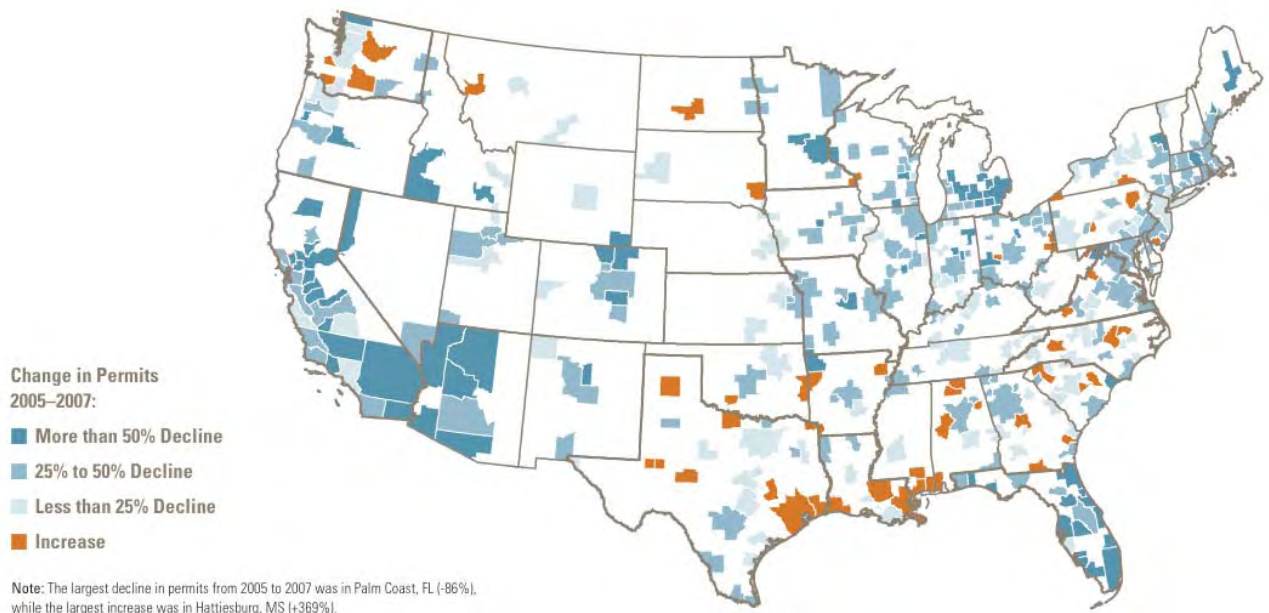 Change in Permits
2005–2007:
More than 50% Decline
25% to 50% Decline
Less than 25% Decline
Increase
Note: The largest decline in permits from 2005 to 2007 was in Palm Coast, FL (-86%),
while the largest increase was in Hattiesburg, MS (+369%).